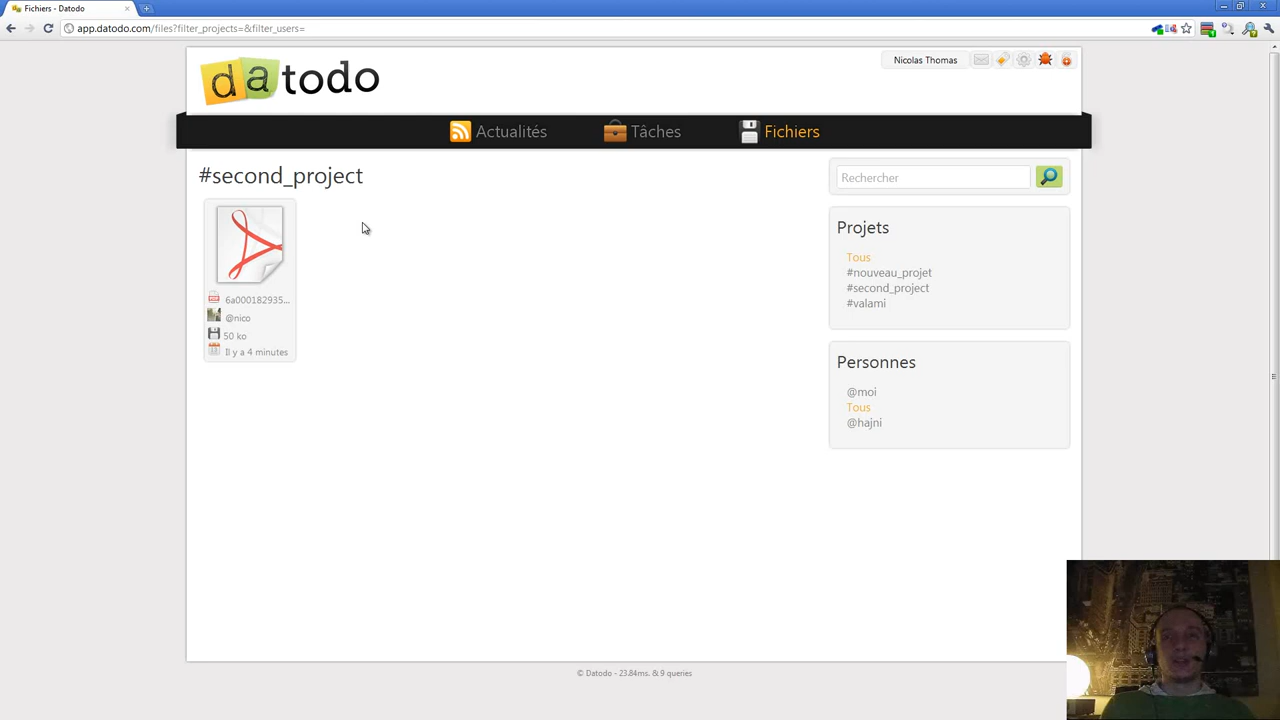 Fichiers - Datodo
app.datodo.com/files?filter_projects=&filter_users=
datodo
Nicolas Thomas
Actualités
Tâches
Fichiers
#second_project
6a000182935...
@nico
50 ko
Il y a 4 minutes
Rechercher
Projets
Tous
#nouveau_projet
#second_project
#valami
Personnes
@moi
Tous
@hajni
© Datodo - 23.84ms. & 9 queries